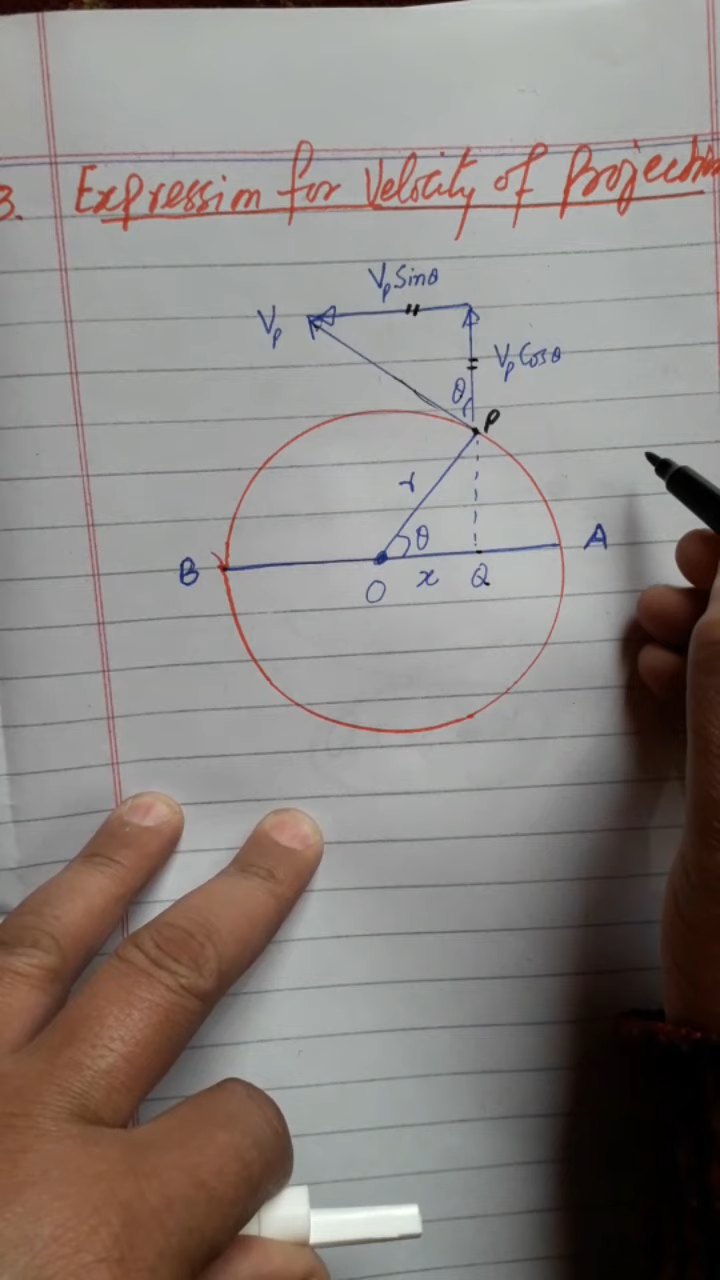 3. Expression for Velocity of Projection
Vp Sinθ
Vp
Vp Cosθ
θ
P
r
θ
A
B
O
x
Q